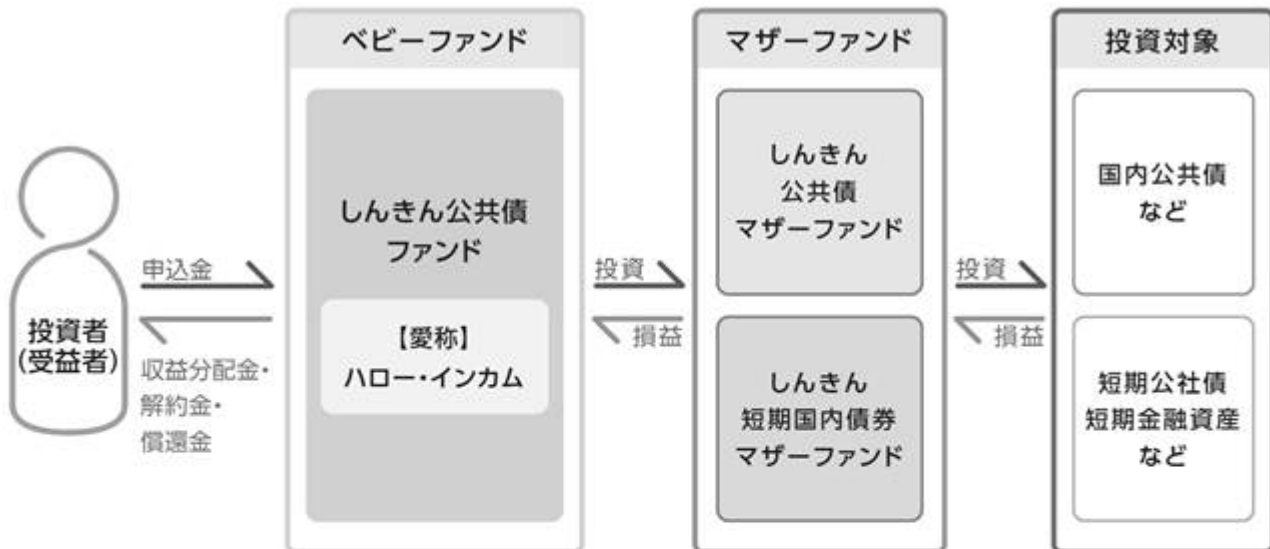 ベビーファンド
マザーファンド
投資対象
しんきん公共債
ファンド
【愛称】
ハロー・インカム
しんきん
公共債
マザーファンド
しんきん
短期国内債券
マザーファンド
国内公共債
など
短期公社債
短期金融資産
など
投資者
(受益者)
申込金
収益分配金・
解約金・
償還金
投資
損益
投資
損益